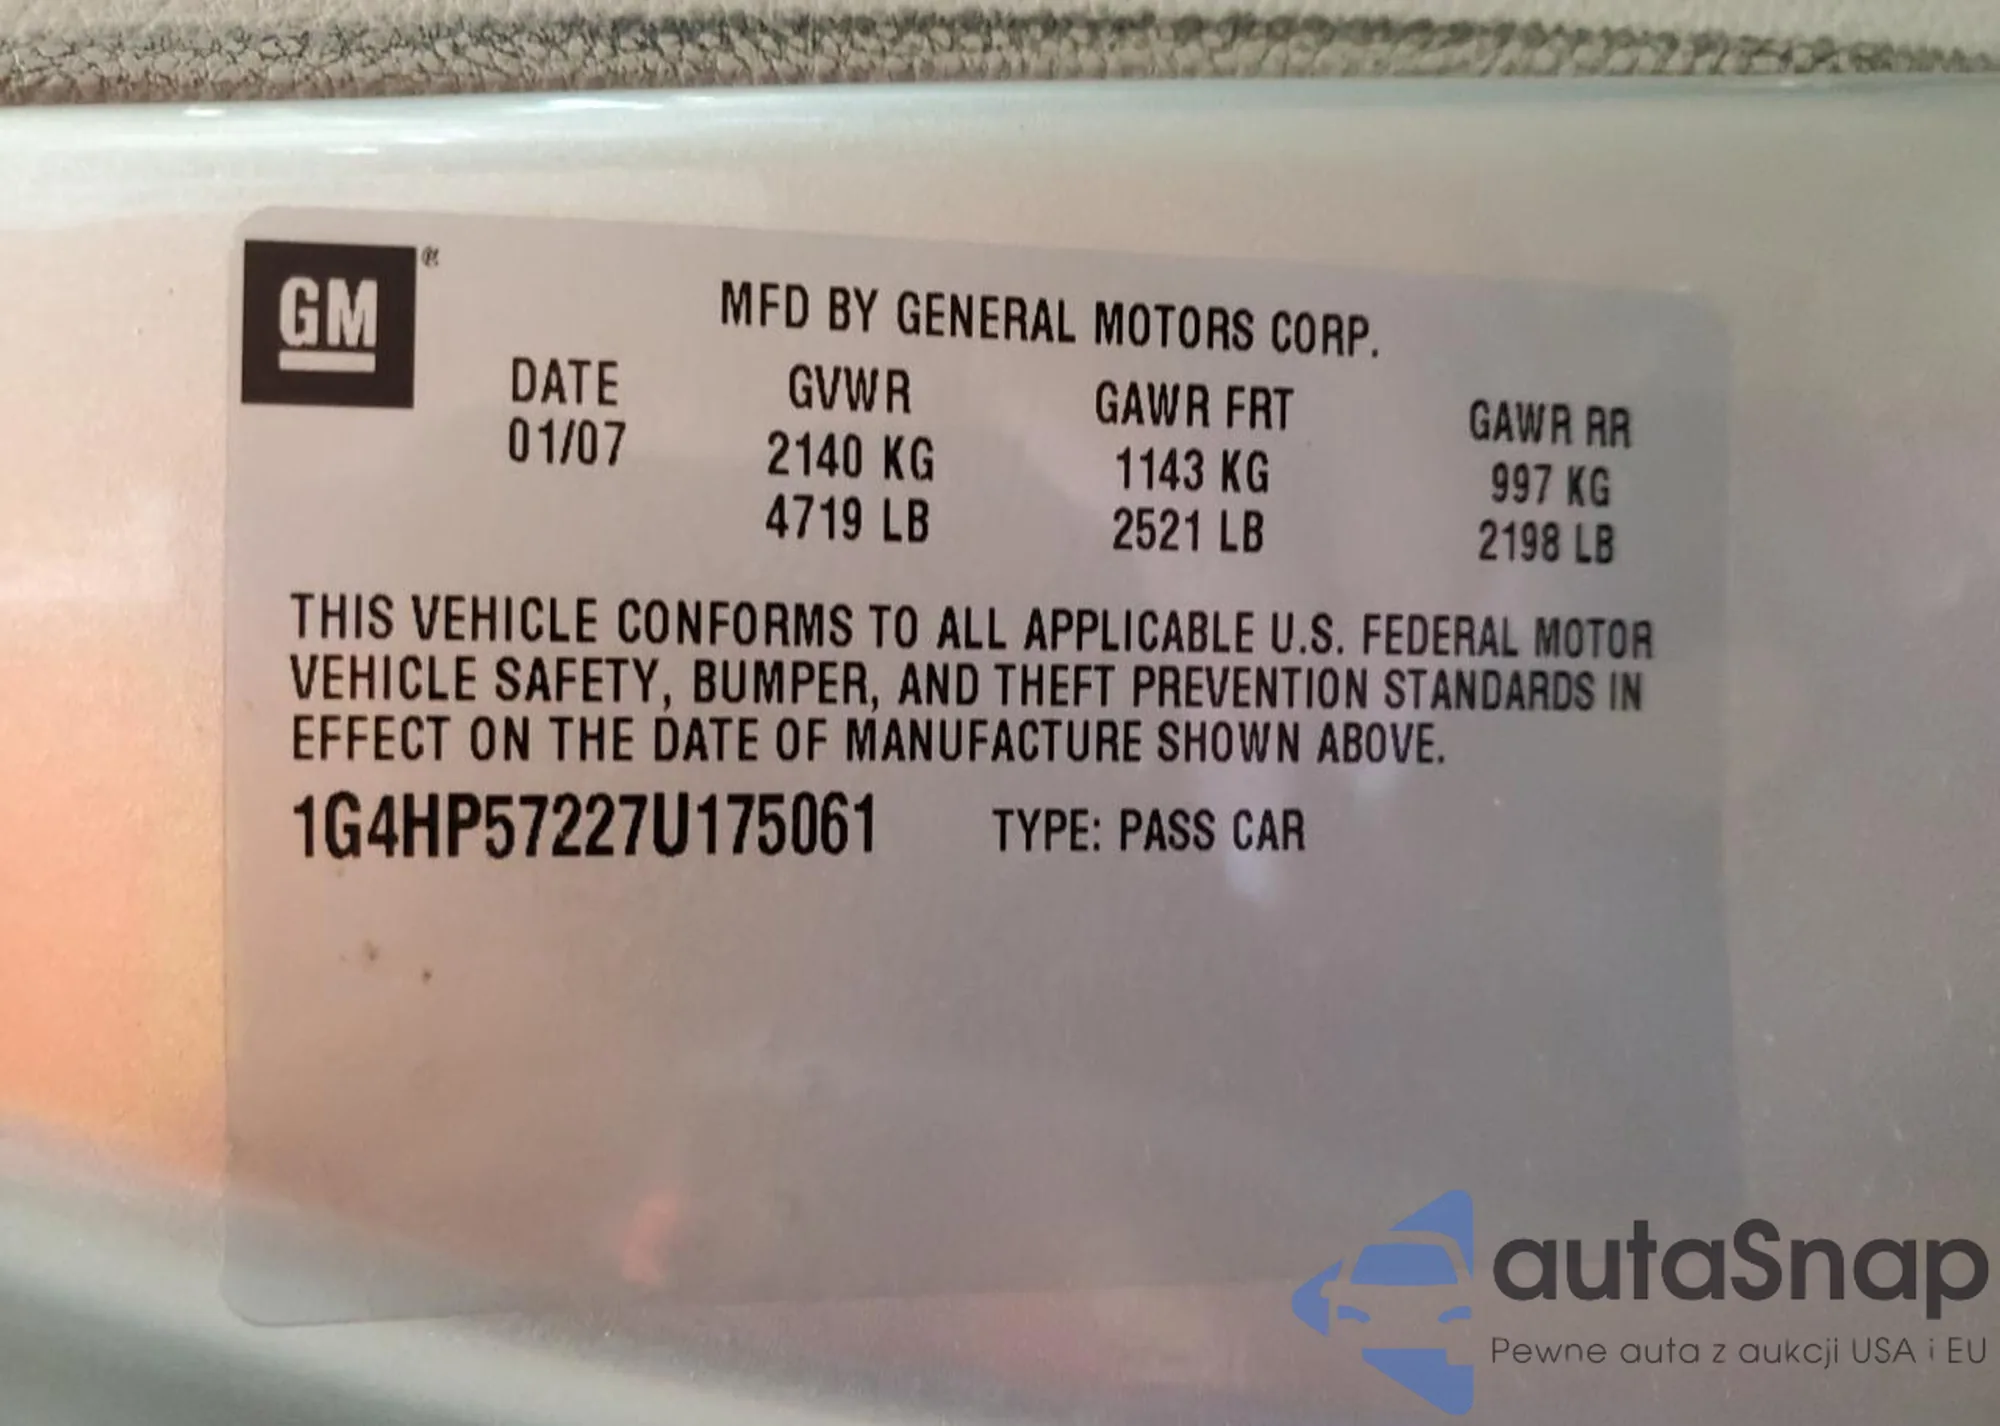 GM ®
MFD BY GENERAL MOTORS CORP.
DATE GVWR GAWR FRT GAWR RR
01/07 2140 KG 1143 KG 997 KG
4719 LB 2521 LB 2198 LB
THIS VEHICLE CONFORMS TO ALL APPLICABLE U.S. FEDERAL MOTOR
VEHICLE SAFETY, BUMPER, AND THEFT PREVENTION STANDARDS IN
EFFECT ON THE DATE OF MANUFACTURE SHOWN ABOVE.
1G4HP57227U175061 TYPE: PASS CAR
autaSnap
Pewne auta z aukcji USA i EU